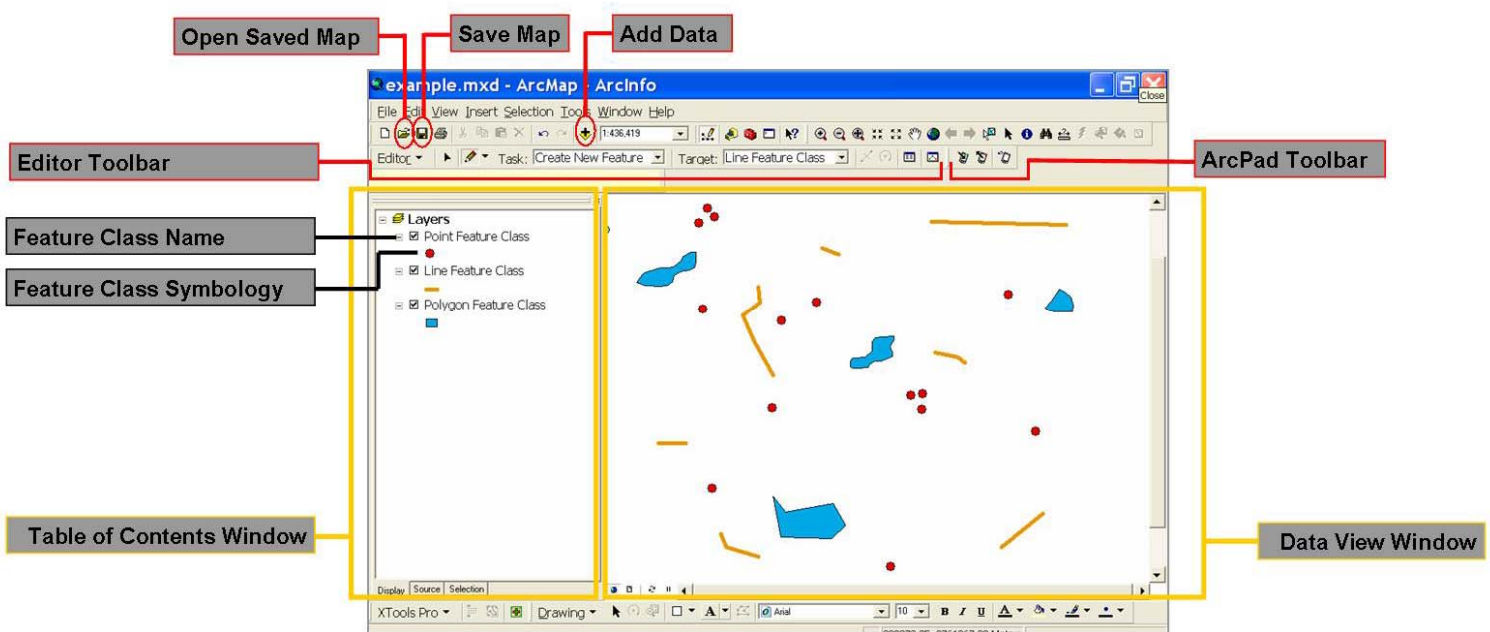 Open Saved Map
Save Map
Add Data
example.mxd - ArcMap - ArcInfo
Close
File Edit View Insert Selection Tools Window Help
1:436,419
Editor Toolbar
Editor Task: Create New Feature Target: Line Feature Class
ArcPad Toolbar
Layers
Feature Class Name
Point Feature Class
Feature Class Symbology
Line Feature Class
Polygon Feature Class
Table of Contents Window
Data View Window
Display Source Selection
XTools Pro Drawing A Arial 10 B I U A